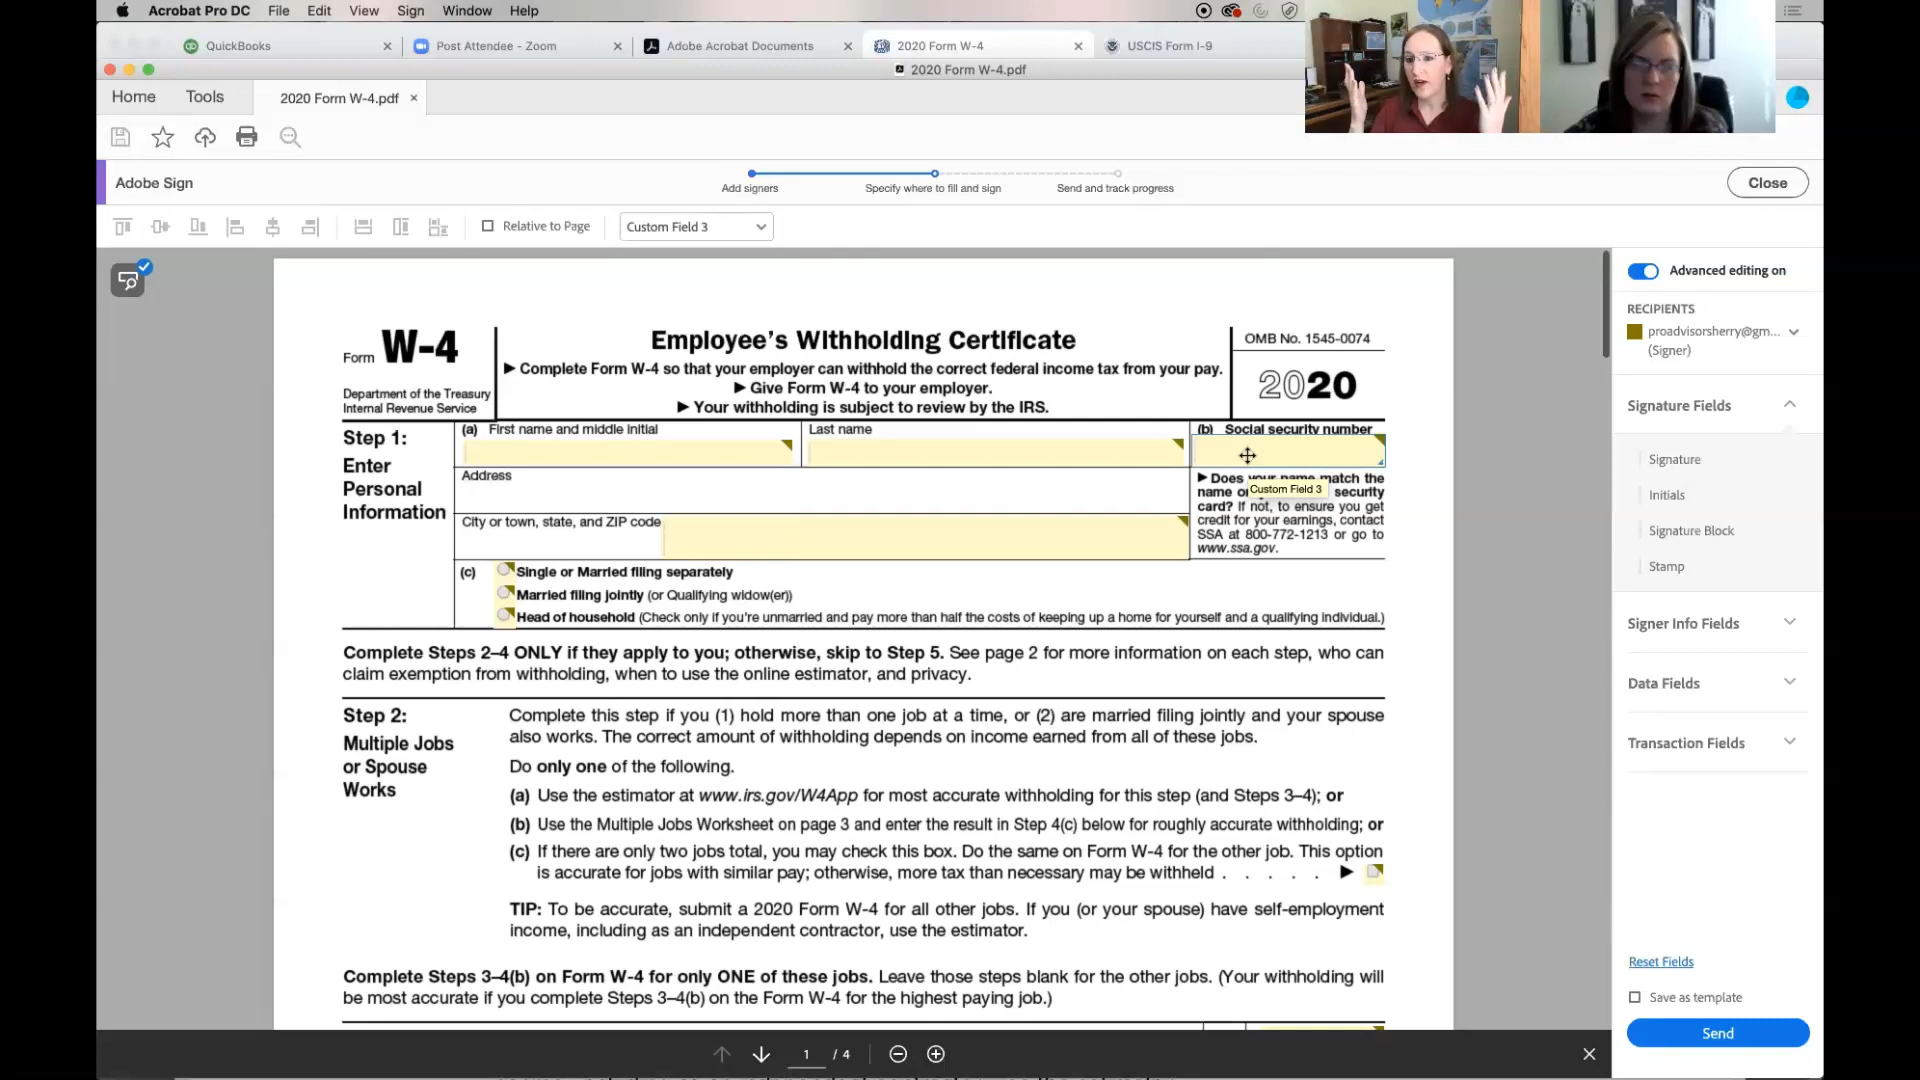 Acrobat Pro DC File Edit View Sign Window Help
QuickBooks Post Attendee - Zoom Adobe Acrobat Documents 2020 Form W-4 USCIS Form I-9
2020 Form W-4.pdf
Home Tools 2020 Form W-4.pdf
Adobe Sign
Add signers Specify where to fill and sign Send and track progress
Close
Relative to Page Custom Field 3
Advanced editing on
RECIPIENTS
proadvisorsherry@gm...
(Signer)
Signature Fields
Signature
Initials
Signature Block
Stamp
Signer Info Fields
Data Fields
Transaction Fields
Reset Fields
Save as template
Send
Form W-4
Department of the Treasury
Internal Revenue Service
Employee's Withholding Certificate
▶ Complete Form W-4 so that your employer can withhold the correct federal income tax from your pay.
▶ Give Form W-4 to your employer.
▶ Your withholding is subject to review by the IRS.
OMB No. 1545-0074
2020
Step 1:
Enter
Personal
Information
(a) First name and middle initial Last name (b) Social security number
Address
City or town, state, and ZIP code
▶ Does your name match the
Custom Field 3
name or security
card? If not, to ensure you get
credit for your earnings, contact
SSA at 800-772-1213 or go to
www.ssa.gov.
(c) Single or Married filing separately
Married filing jointly (or Qualifying widow(er))
Head of household (Check only if you're unmarried and pay more than half the costs of keeping up a home for yourself and a qualifying individual.)
Complete Steps 2–4 ONLY if they apply to you; otherwise, skip to Step 5. See page 2 for more information on each step, who can
claim exemption from withholding, when to use the online estimator, and privacy.
Step 2:
Multiple Jobs
or Spouse
Works
Complete this step if you (1) hold more than one job at a time, or (2) are married filing jointly and your spouse
also works. The correct amount of withholding depends on income earned from all of these jobs.
Do only one of the following.
(a) Use the estimator at www.irs.gov/W4App for most accurate withholding for this step (and Steps 3–4); or
(b) Use the Multiple Jobs Worksheet on page 3 and enter the result in Step 4(c) below for roughly accurate withholding; or
(c) If there are only two jobs total, you may check this box. Do the same on Form W-4 for the other job. This option
is accurate for jobs with similar pay; otherwise, more tax than necessary may be withheld . . . . . ▶
TIP: To be accurate, submit a 2020 Form W-4 for all other jobs. If you (or your spouse) have self-employment
income, including as an independent contractor, use the estimator.
Complete Steps 3–4(b) on Form W-4 for only ONE of these jobs. Leave those steps blank for the other jobs. (Your withholding will
be most accurate if you complete Steps 3–4(b) on the Form W-4 for the highest paying job.)
1 / 4